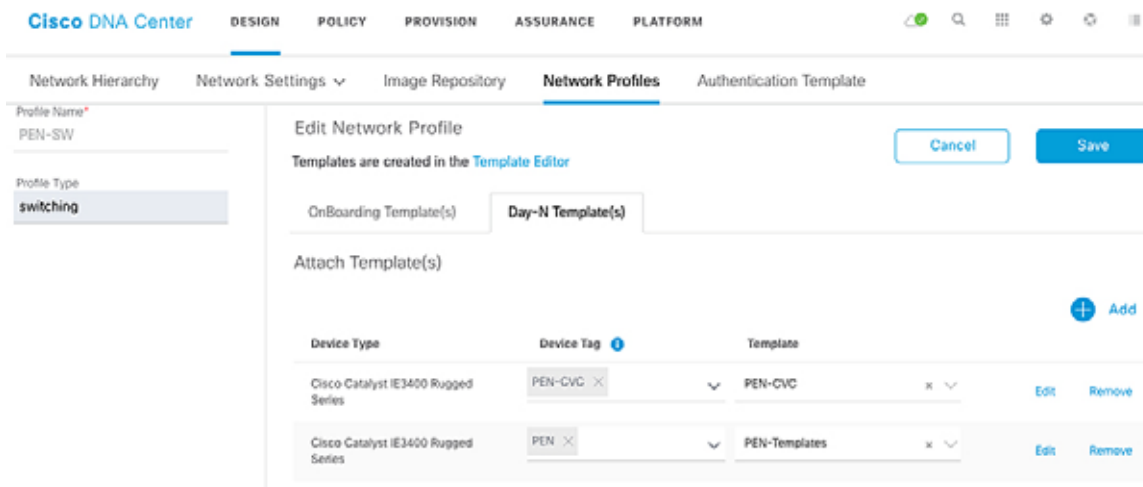 Cisco DNA Center DESIGN POLICY PROVISION ASSURANCE PLATFORM
Network Hierarchy Network Settings Image Repository Network Profiles Authentication Template
Profile Name*
PEN-SW
Profile Type
switching
Edit Network Profile
Cancel Save
Templates are created in the Template Editor
OnBoarding Template(s) Day-N Template(s)
Attach Template(s)
Add
Device Type Device Tag i Template
Cisco Catalyst IE3400 Rugged
Series
PEN-CVC × PEN-CVC × Edit Remove
Cisco Catalyst IE3400 Rugged
Series
PEN × PEN-Templates × Edit Remove